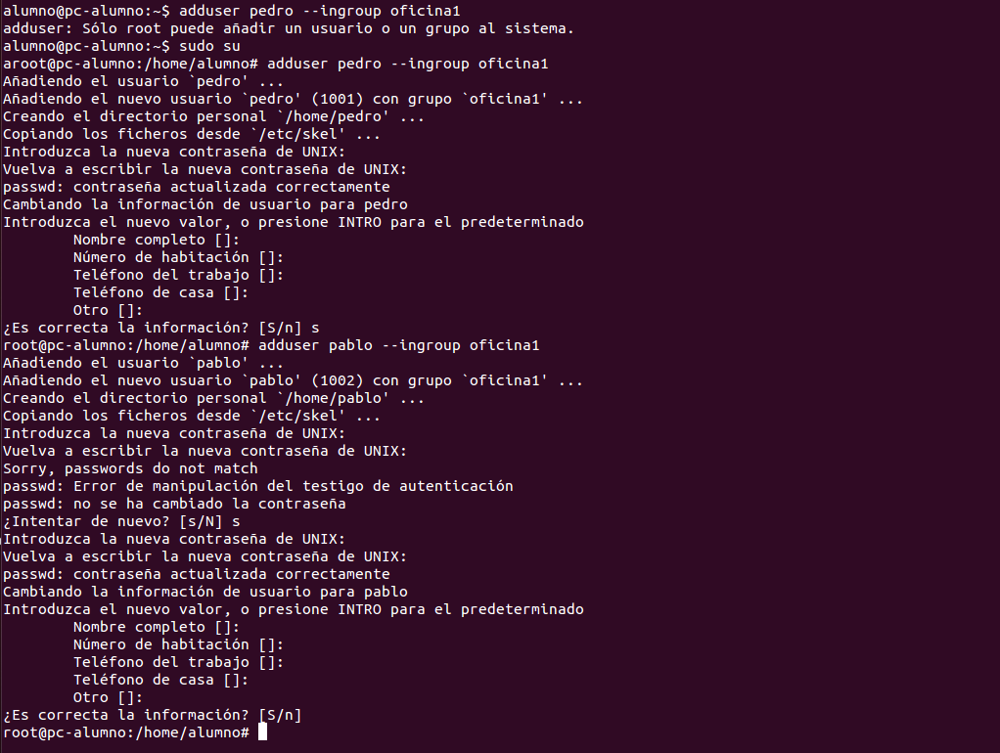 alumno@pc-alumno:~$ adduser pedro --ingroup oficina1
adduser: Sólo root puede añadir un usuario o un grupo al sistema.
alumno@pc-alumno:~$ sudo su
aroot@pc-alumno:/home/alumno# adduser pedro --ingroup oficina1
Añadiendo el usuario `pedro' ...
Añadiendo el nuevo usuario `pedro' (1001) con grupo `oficina1' ...
Creando el directorio personal `/home/pedro' ...
Copiando los ficheros desde `/etc/skel' ...
Introduzca la nueva contraseña de UNIX:
Vuelva a escribir la nueva contraseña de UNIX:
passwd: contraseña actualizada correctamente
Cambiando la información de usuario para pedro
Introduzca el nuevo valor, o presione INTRO para el predeterminado
        Nombre completo []:
        Número de habitación []:
        Teléfono del trabajo []:
        Teléfono de casa []:
        Otro []:
¿Es correcta la información? [S/n] s
root@pc-alumno:/home/alumno# adduser pablo --ingroup oficina1
Añadiendo el usuario `pablo' ...
Añadiendo el nuevo usuario `pablo' (1002) con grupo `oficina1' ...
Creando el directorio personal `/home/pablo' ...
Copiando los ficheros desde `/etc/skel' ...
Introduzca la nueva contraseña de UNIX:
Vuelva a escribir la nueva contraseña de UNIX:
Sorry, passwords do not match
passwd: Error de manipulación del testigo de autenticación
passwd: no se ha cambiado la contraseña
¿Intentar de nuevo? [s/N] s
Introduzca la nueva contraseña de UNIX:
Vuelva a escribir la nueva contraseña de UNIX:
passwd: contraseña actualizada correctamente
Cambiando la información de usuario para pablo
Introduzca el nuevo valor, o presione INTRO para el predeterminado
        Nombre completo []:
        Número de habitación []:
        Teléfono del trabajo []:
        Teléfono de casa []:
        Otro []:
¿Es correcta la información? [S/n]
root@pc-alumno:/home/alumno#